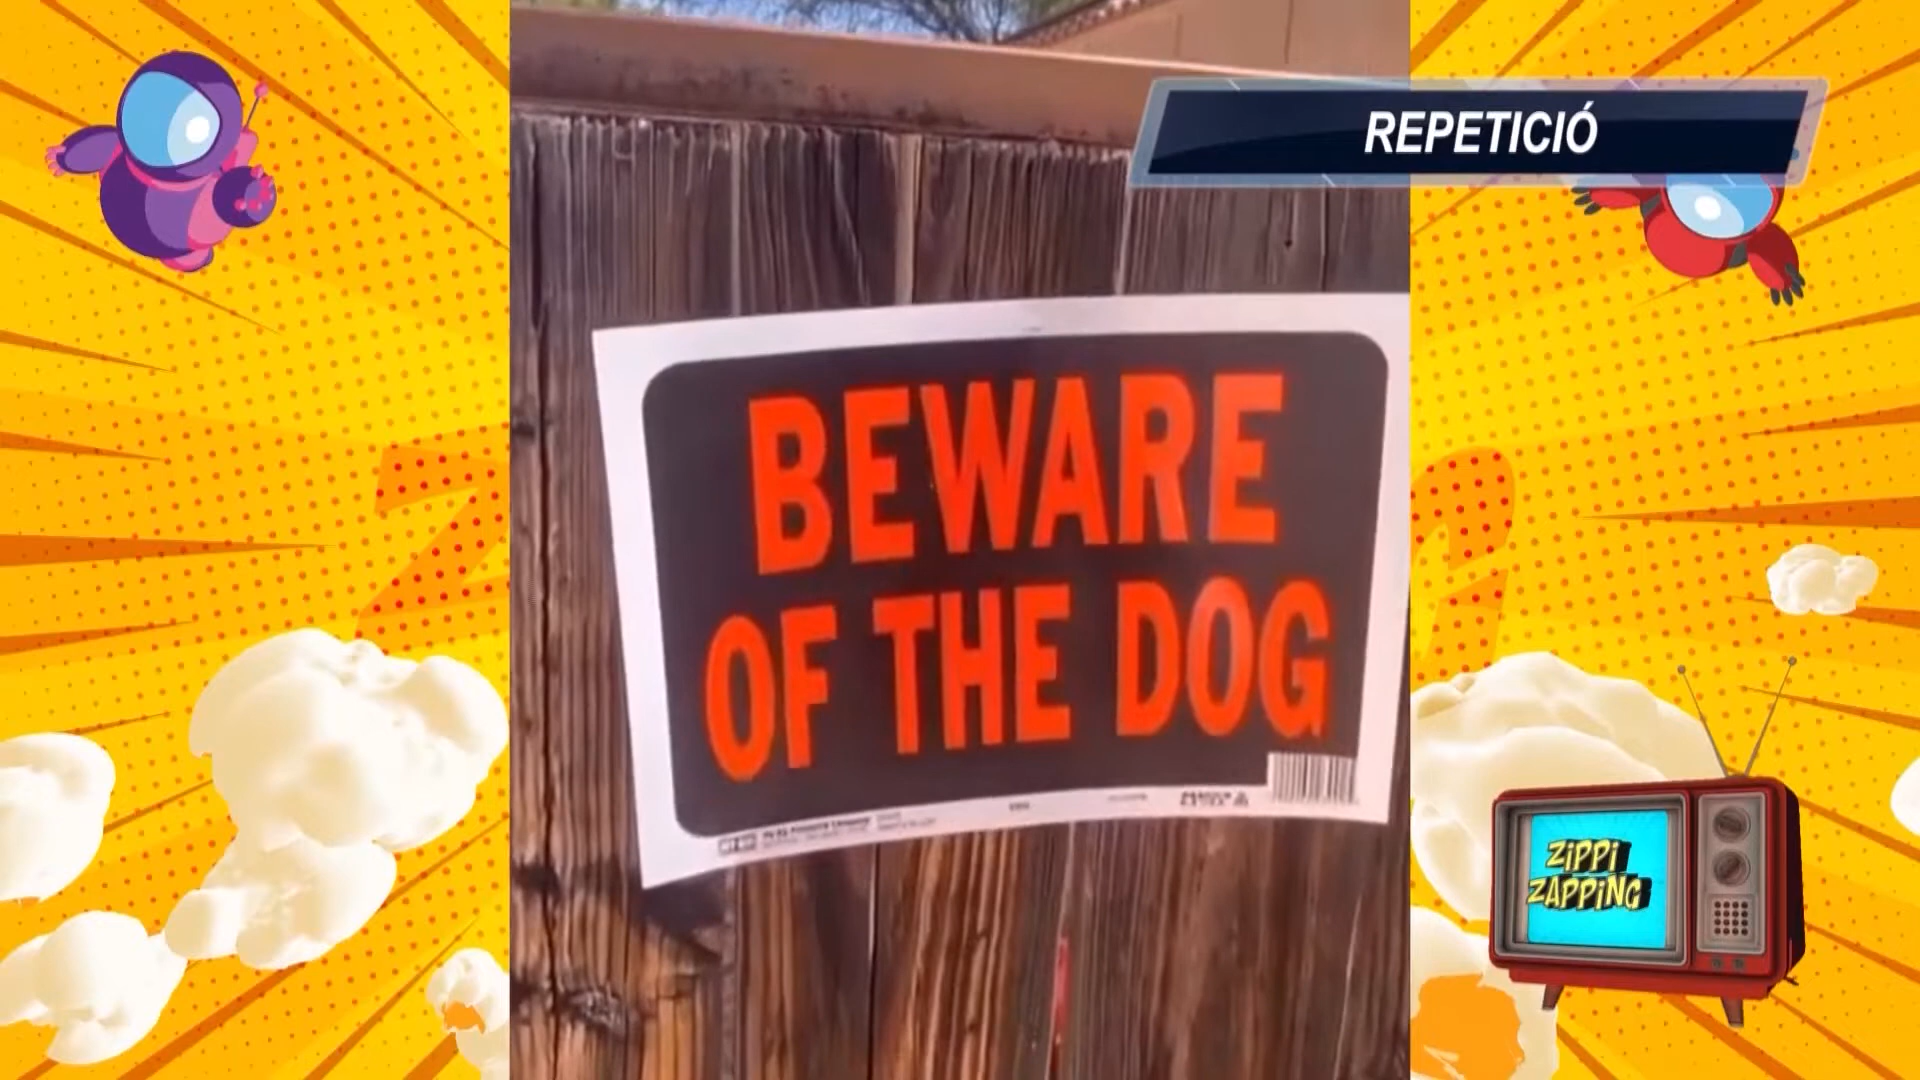 REPETICIÓ
BEWARE
OF THE DOG
ZIPPI
ZAPPING